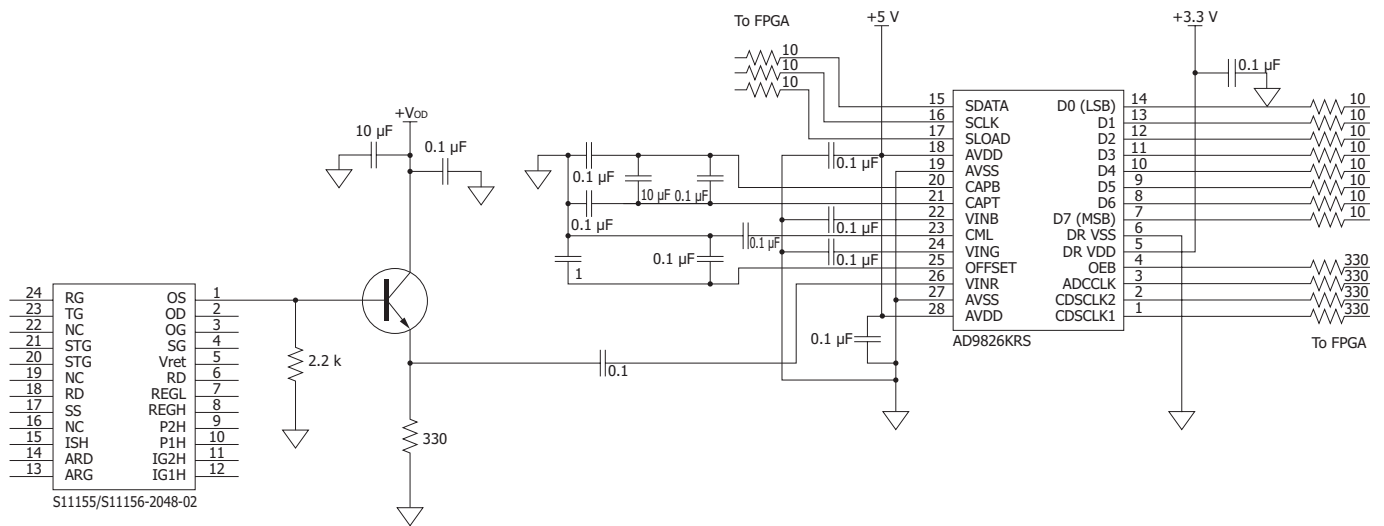 To FPGA
+5 V
+3.3 V
10
10
10
0.1 µF
+VOD
10 µF
0.1 µF
0.1 µF
0.1 µF
10 µF
0.1 µF
0.1 µF
0.1 µF
0.1 µF
0.1 µF
0.1 µF
1
0.1 µF
15 SDATA D0 (LSB) 14 10
16 SCLK D1 13 10
17 SLOAD D2 12 10
18 AVDD D3 11 10
19 AVSS D4 10 10
20 CAPB D5 9 10
21 CAPT D6 8 10
22 VINB D7 (MSB) 7 10
23 CML DR VSS 6
24 VING DR VDD 5
25 OFFSET OEB 4 330
26 VINR ADCCLK 3 330
27 AVSS CDSCLK2 2 330
28 AVDD CDSCLK1 1 330
AD9826KRS
To FPGA
0.1 µF
24 RG OS 1
23 TG OD 2
22 NC OG 3
21 STG SG 4
20 STG Vret 5
19 NC RD 6
18 RD REGL 7
17 SS REGH 8
16 NC P2H 9
15 ISH P1H 10
14 ARD IG2H 11
13 ARG IG1H 12
S11155/S11156-2048-02
2.2 k
0.1
330